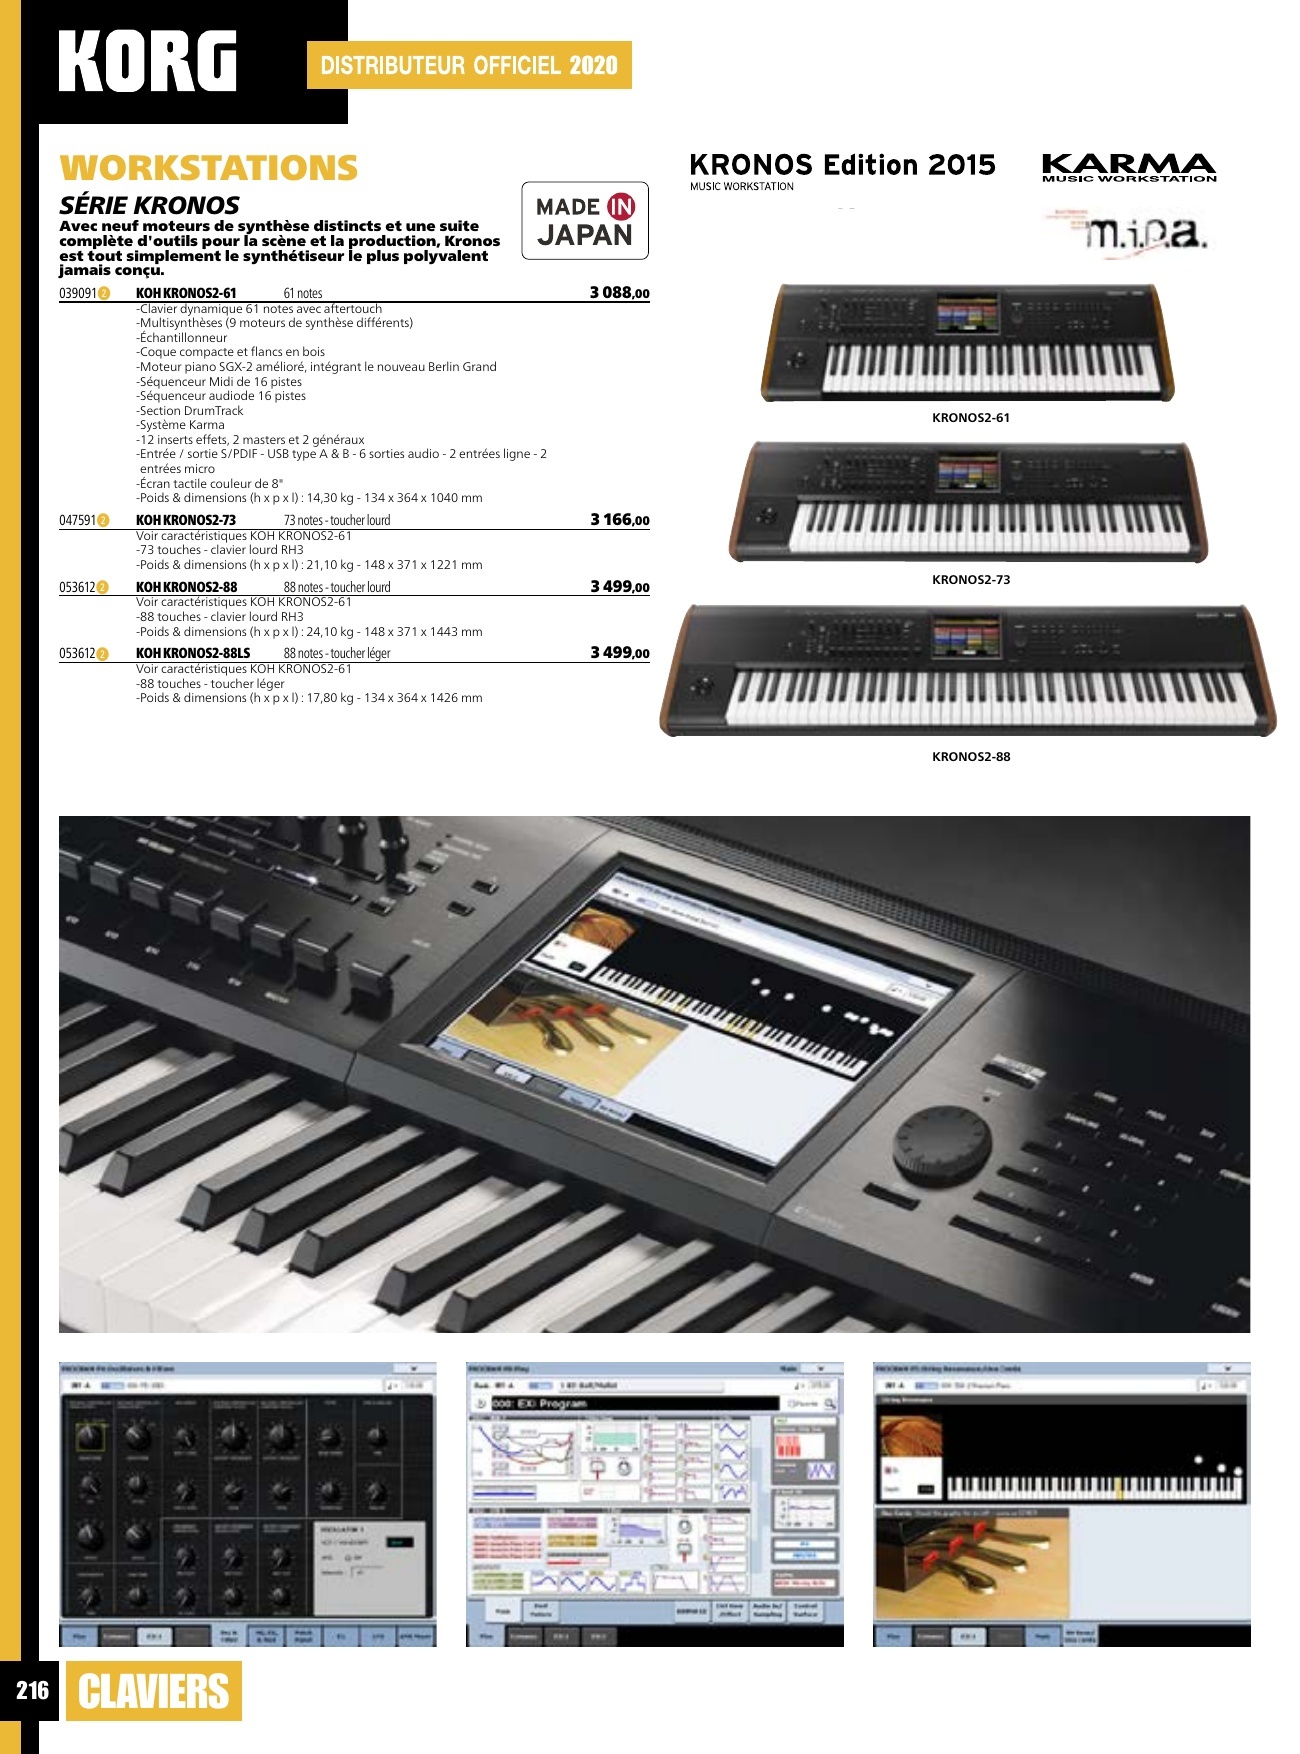 KORG
DISTRIBUTEUR OFFICIEL 2020
WORKSTATIONS
SÉRIE KRONOS
Avec neuf moteurs de synthèse distincts et une suite
complète d'outils pour la scène et la production, Kronos
est tout simplement le synthétiseur le plus polyvalent
jamais conçu.
MADE IN
JAPAN
039091 2 KOH KRONOS2-61 61 notes 3 088,00
-Clavier dynamique 61 notes avec aftertouch
-Multisynthèses (9 moteurs de synthèse différents)
-Échantillonneur
-Coque compacte et flancs en bois
-Moteur piano SGX-2 amélioré, intégrant le nouveau Berlin Grand
-Séquenceur Midi de 16 pistes
-Séquenceur audiode 16 pistes
-Section DrumTrack
-Système Karma
-12 inserts effets, 2 masters et 2 généraux
-Entrée / sortie S/PDIF - USB type A & B - 6 sorties audio - 2 entrées ligne - 2
entrées micro
-Écran tactile couleur de 8"
-Poids & dimensions (h x p x l) : 14,30 kg - 134 x 364 x 1040 mm
047591 2 KOH KRONOS2-73 73 notes - toucher lourd 3 166,00
Voir caractéristiques KOH KRONOS2-61
-73 touches - clavier lourd RH3
-Poids & dimensions (h x p x l) : 21,10 kg - 148 x 371 x 1221 mm
053612 2 KOH KRONOS2-88 88 notes - toucher lourd 3 499,00
Voir caractéristiques KOH KRONOS2-61
-88 touches - clavier lourd RH3
-Poids & dimensions (h x p x l) : 24,10 kg - 148 x 371 x 1443 mm
053612 2 KOH KRONOS2-88LS 88 notes - toucher léger 3 499,00
Voir caractéristiques KOH KRONOS2-61
-88 touches - toucher léger
-Poids & dimensions (h x p x l) : 17,80 kg - 134 x 364 x 1426 mm
KRONOS Edition 2015
MUSIC WORKSTATION
KARMA
MUSIC WORKSTATION
m.i.p.a.
KRONOS2-61
KRONOS2-73
KRONOS2-88
000: EXi Program
216
CLAVIERS